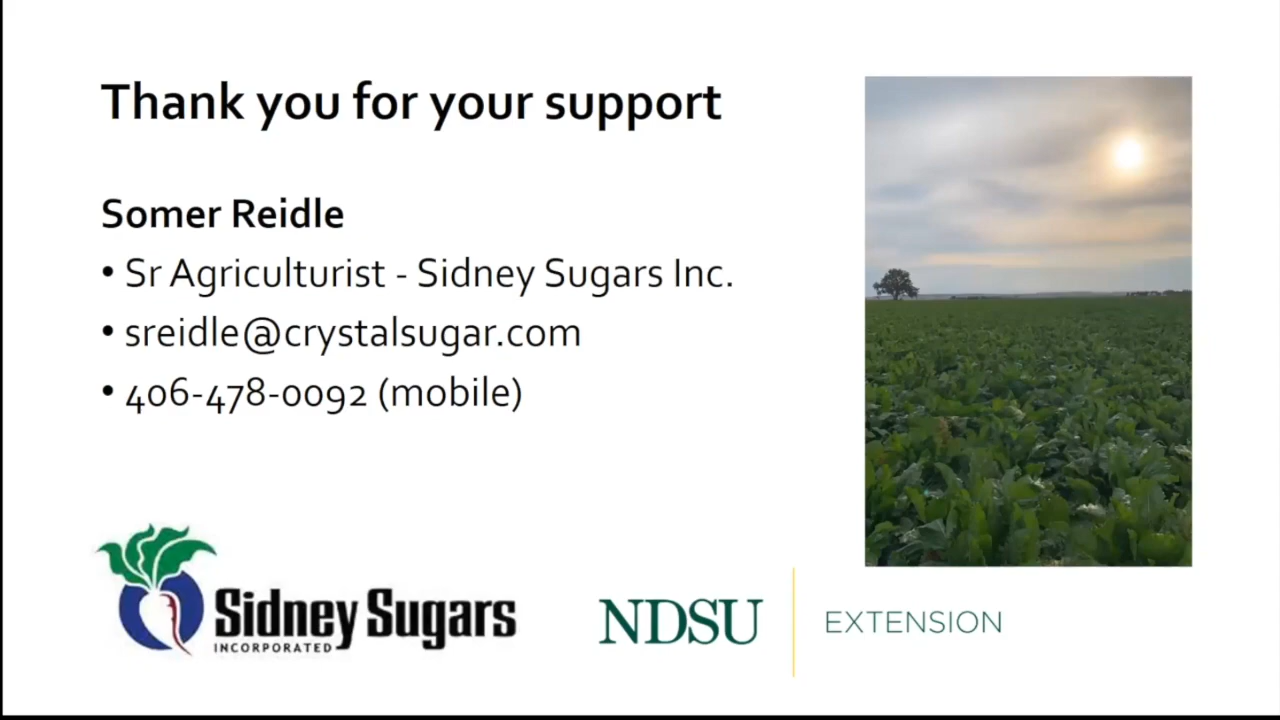 Thank you for your support
Somer Reidle
• Sr Agriculturist - Sidney Sugars Inc.
• sreidle@crystalsugar.com
• 406-478-0092 (mobile)
Sidney Sugars
INCORPORATED
NDSU
EXTENSION